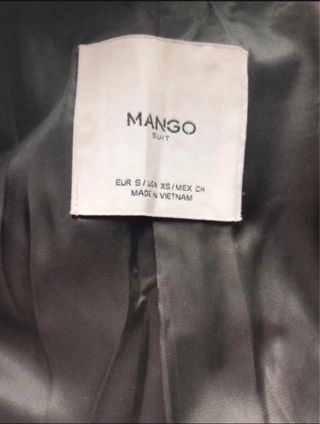 MANGO
SUIT
EUR S/USA XS/MEX CH
MADE IN VIETNAM